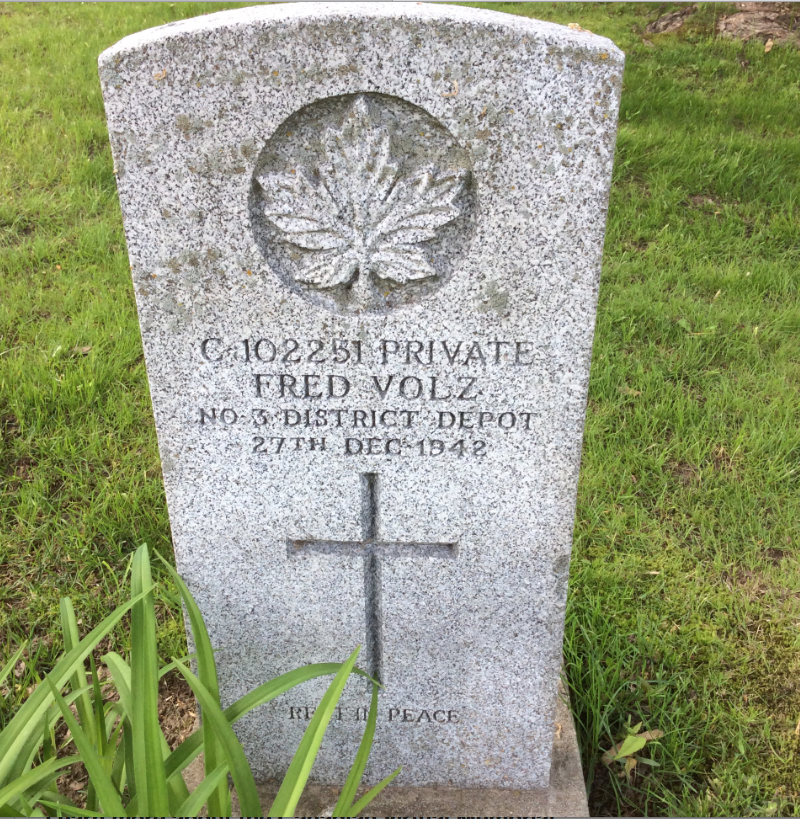 C·102251 PRIVATE
FRED VOLZ
NO·3·DISTRICT DEPOT
27TH DEC·1942
REST IN PEACE